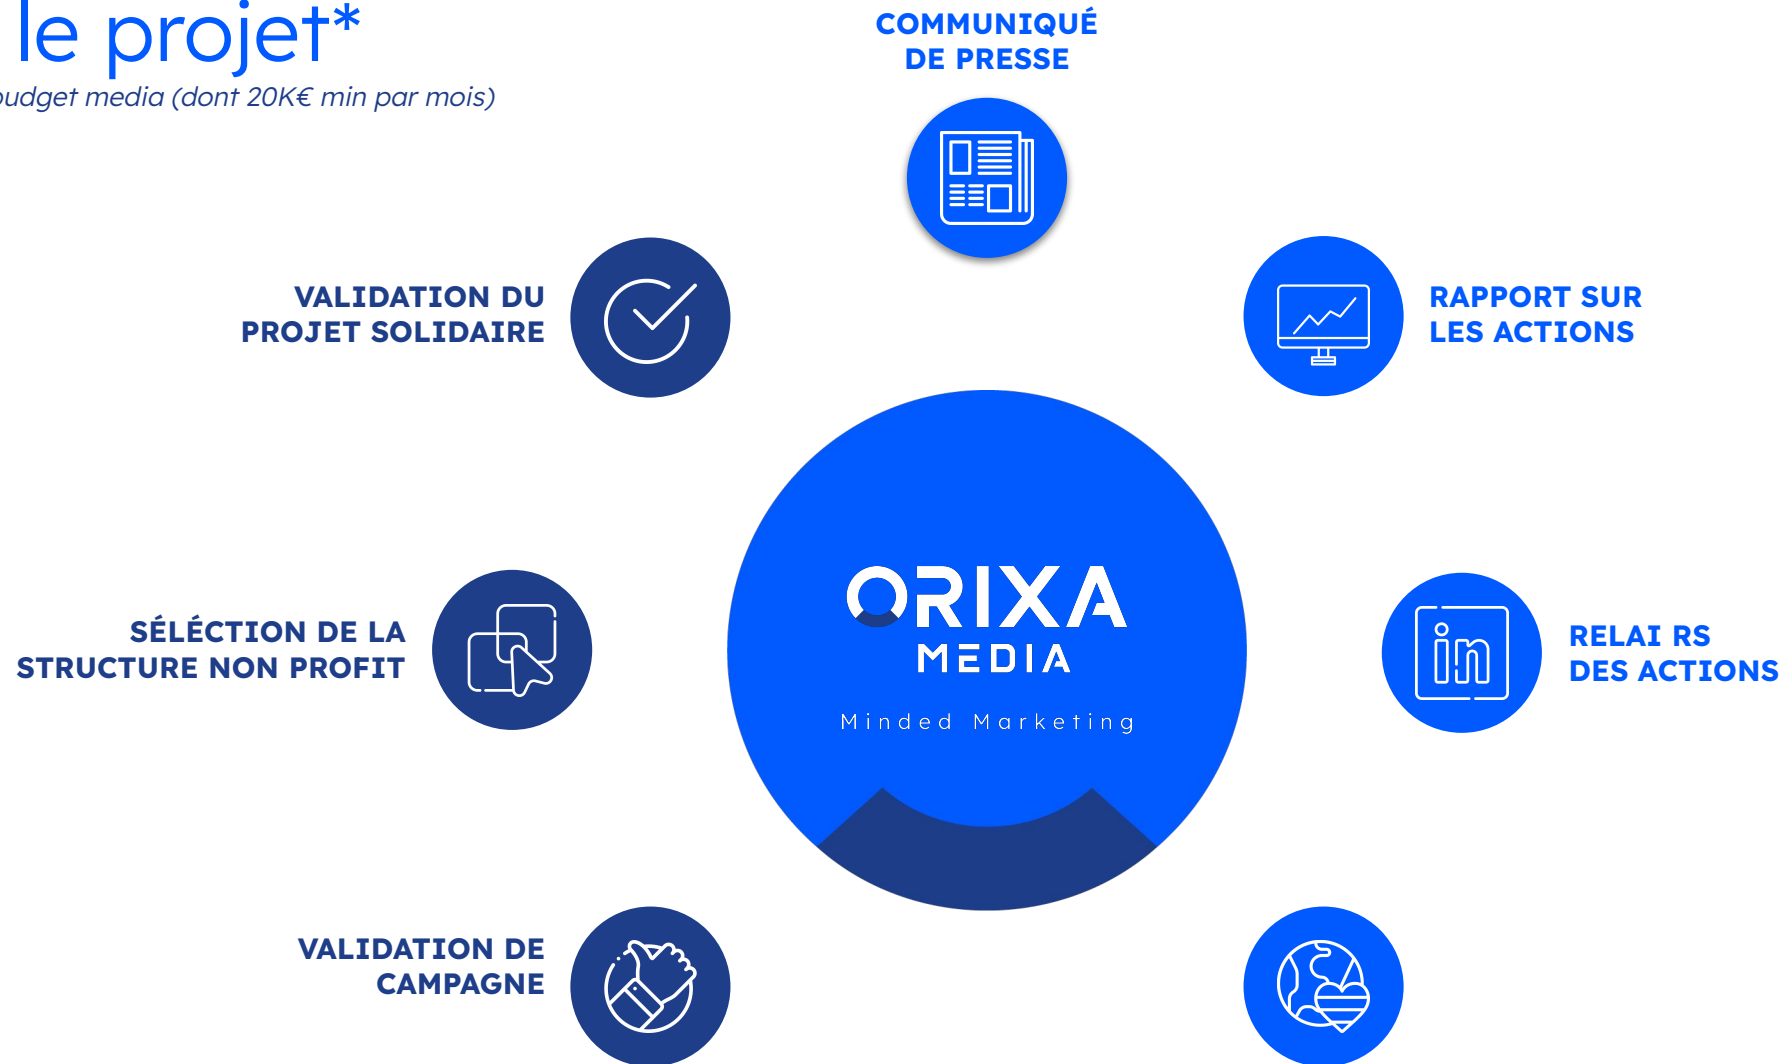 le projet*
budget media (dont 20K€ min par mois)
COMMUNIQUÉ
DE PRESSE
VALIDATION DU
PROJET SOLIDAIRE
RAPPORT SUR
LES ACTIONS
ORIXA
MEDIA
Minded Marketing
SÉLÉCTION DE LA
STRUCTURE NON PROFIT
in
RELAI RS
DES ACTIONS
VALIDATION DE
CAMPAGNE